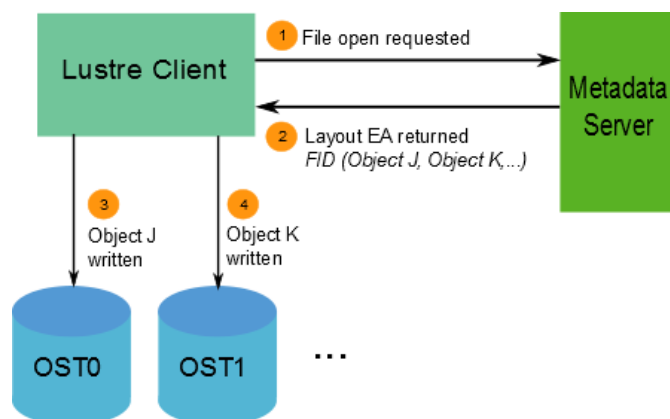 Lustre Client
1 File open requested
Metadata
Server
2 Layout EA returned
FID (Object J, Object K,...)
3
Object J
written
4
Object K
written
OST0
OST1
...